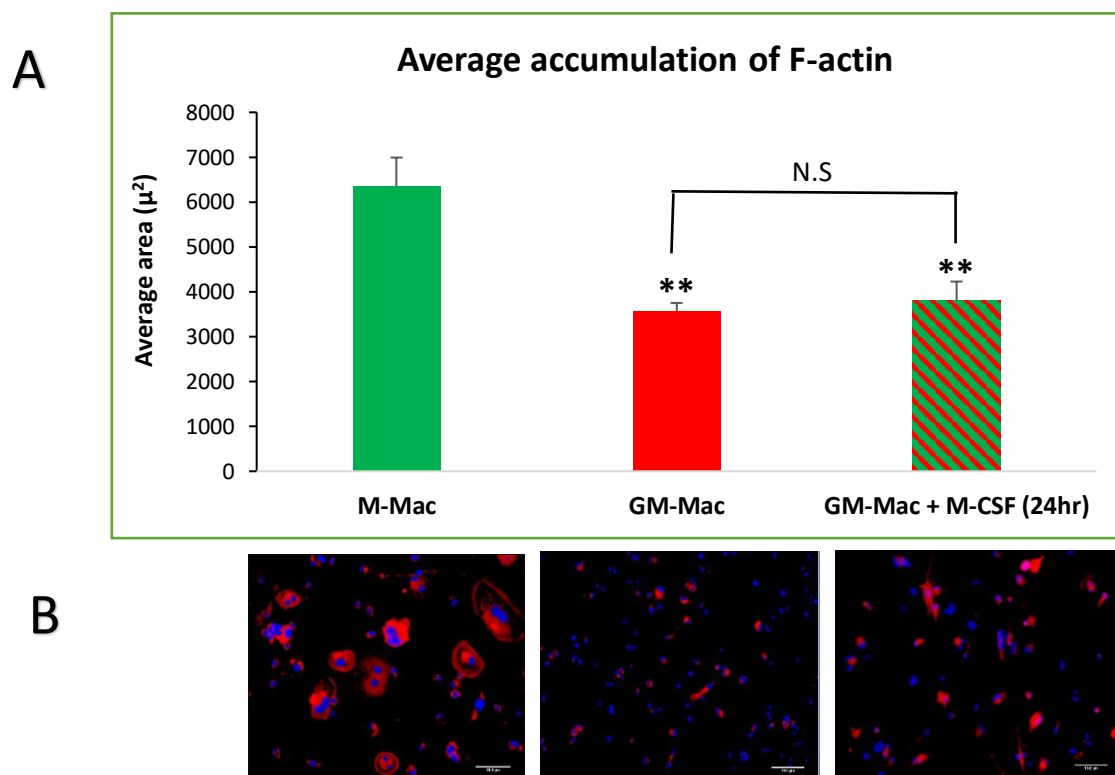 A
Average accumulation of F-actin
Average area (µ²)
8000
7000
6000
5000
4000
3000
2000
1000
0
N.S
**
**
M-Mac
GM-Mac
GM-Mac + M-CSF (24hr)
B